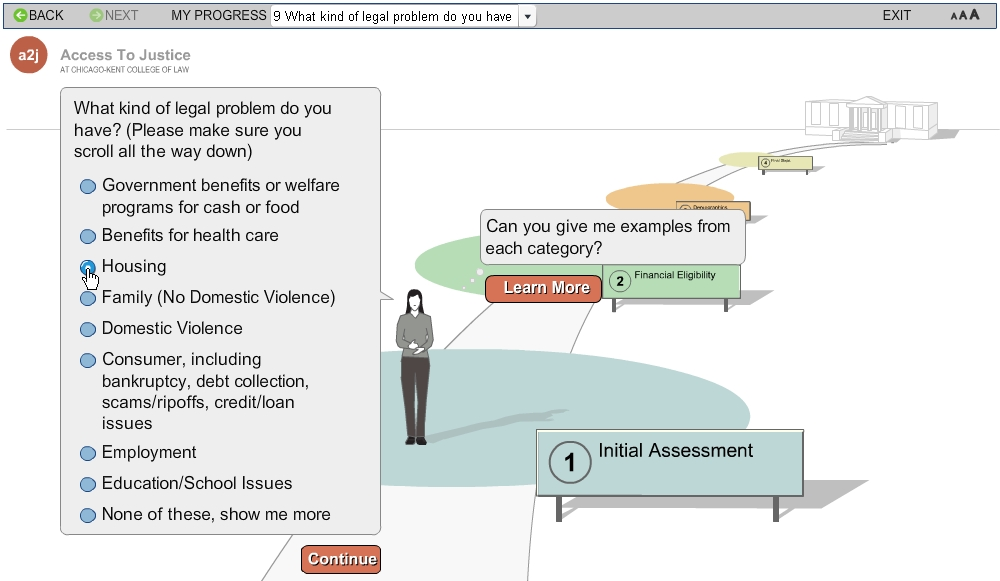 BACK NEXT MY PROGRESS 9 What kind of legal problem do you have EXIT A A A
a2j Access To Justice
AT CHICAGO-KENT COLLEGE OF LAW
What kind of legal problem do you
have? (Please make sure you
scroll all the way down)
Government benefits or welfare
programs for cash or food
Benefits for health care
Housing
Family (No Domestic Violence)
Domestic Violence
Consumer, including
bankruptcy, debt collection,
scams/ripoffs, credit/loan
issues
Employment
Education/School Issues
None of these, show me more
Continue
4 Final Steps
Demographics
Can you give me examples from
each category?
Learn More
2 Financial Eligibility
1 Initial Assessment